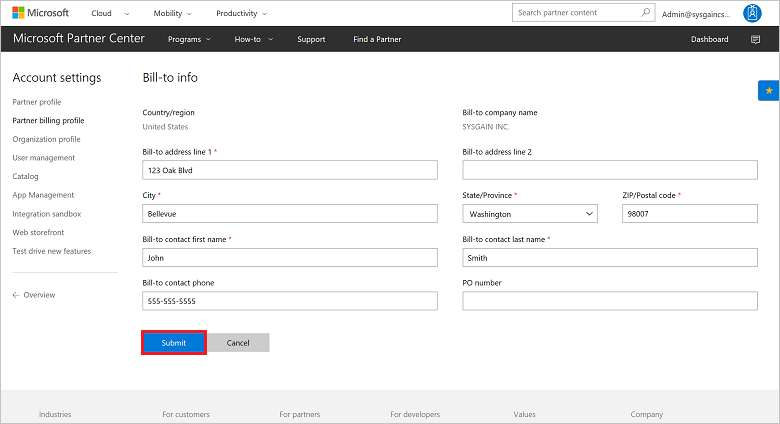 Microsoft Cloud Mobility Productivity Search partner content Admin@sysgaincs...
Microsoft Partner Center Programs How-to Support Find a Partner Dashboard
Account settings
Partner profile
Partner billing profile
Organization profile
User management
Catalog
App Management
Integration sandbox
Web storefront
Test drive new features
← Overview
Bill-to info
Country/region Bill-to company name
United States SYSGAIN INC.
Bill-to address line 1 * Bill-to address line 2
123 Oak Blvd
City * State/Province * ZIP/Postal code *
Bellevue Washington 98007
Bill-to contact first name * Bill-to contact last name *
John Smith
Bill-to contact phone PO number
555-555-5555
Submit Cancel
Industries For customers For partners For developers Values Company